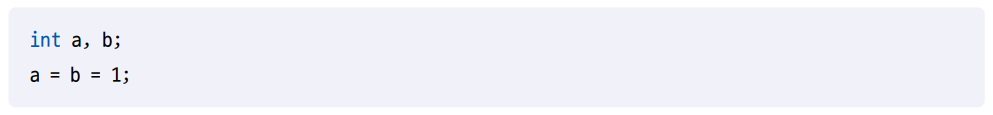 int a, b;
a = b = 1;